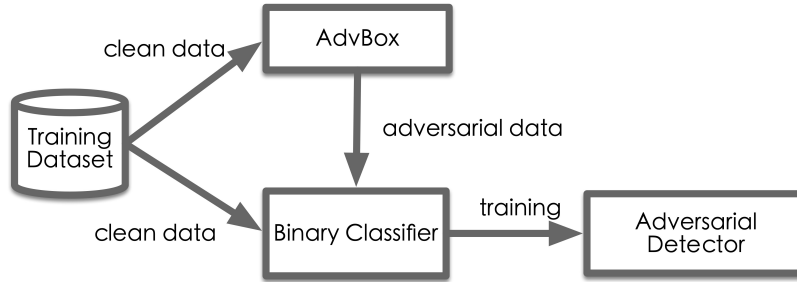 AdvBox
clean data
Training
Dataset
adversarial data
clean data
Binary Classifier
training
Adversarial
Detector